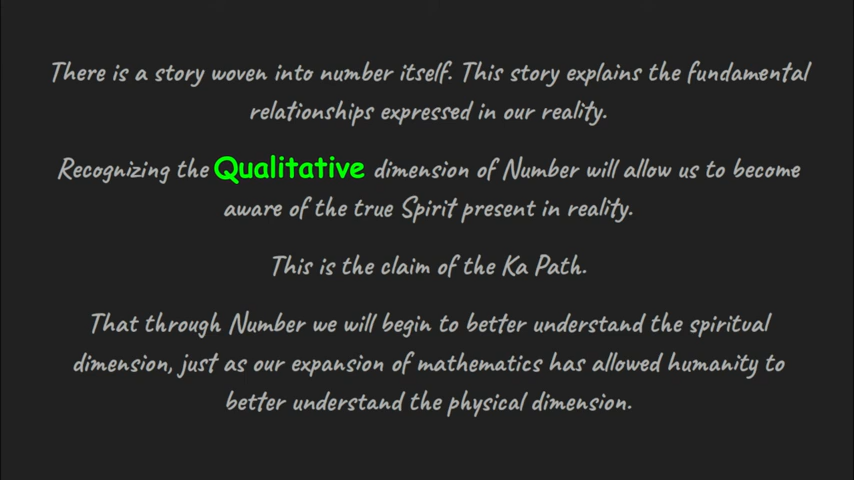 There is a story woven into number itself. This story explains the fundamental
relationships expressed in our reality.
Recognizing the Qualitative dimension of Number will allow us to become
aware of the true Spirit present in reality.
This is the claim of the Ka Path.
That through Number we will begin to better understand the spiritual
dimension, just as our expansion of mathematics has allowed humanity to
better understand the physical dimension.